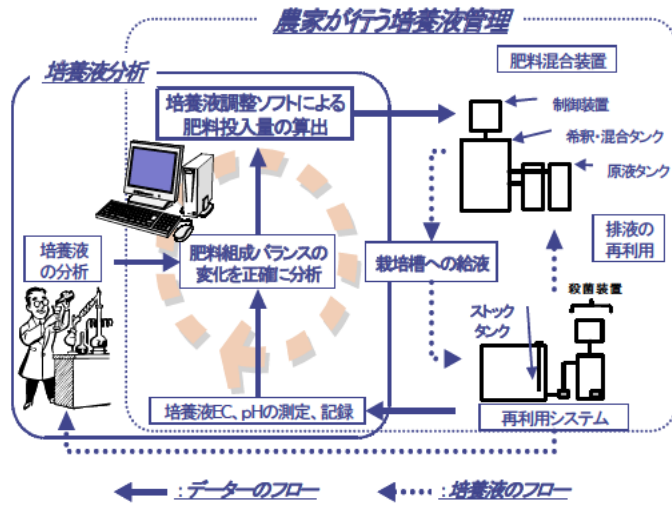 農家が行う培養液管理
培養液分析
肥料混合装置
培養液調整ソフトによる
肥料投入量の算出
制御装置
希釈・混合タンク
原液タンク
培養液
の分析
肥料組成バランスの
変化を正確に分析
栽培槽への給液
排液の
再利用
殺菌装置
ストック
タンク
培養液EC、pHの測定、記録
再利用システム
:データーのフロー
:培養液のフロー